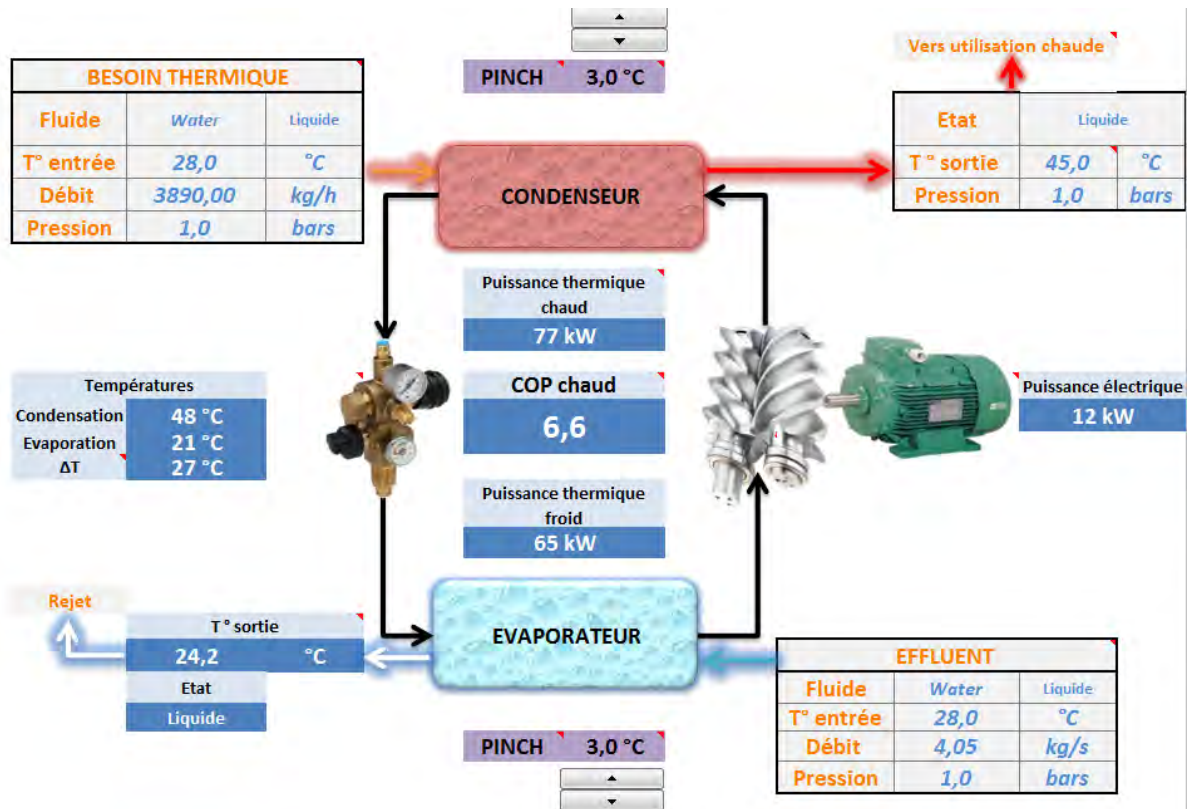 Vers utilisation chaude
PINCH 3,0 °C
BESOIN THERMIQUE
Fluide Water Liquide
T° entrée 28,0 °C
Débit 3890,00 kg/h
Pression 1,0 bars
Etat Liquide
T° sortie 45,0 °C
Pression 1,0 bars
CONDENSEUR
Puissance thermique
chaud
77 kW
Températures
Condensation 48 °C
Evaporation 21 °C
ΔT 27 °C
COP chaud
6,6
Puissance électrique
12 kW
Puissance thermique
froid
65 kW
Rejet
T° sortie
24,2 °C
Etat
Liquide
EVAPORATEUR
EFFLUENT
Fluide Water Liquide
T° entrée 28,0 °C
Débit 4,05 kg/s
Pression 1,0 bars
PINCH 3,0 °C